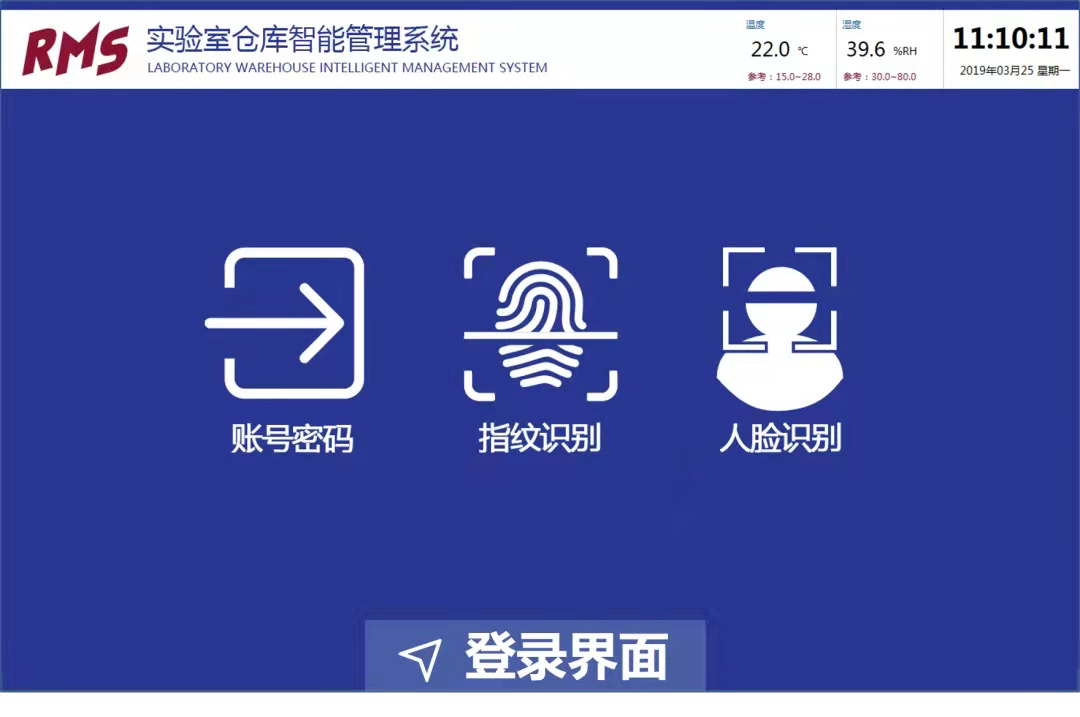 RMS
实验室仓库智能管理系统
LABORATORY WAREHOUSE INTELLIGENT MANAGEMENT SYSTEM
温度
22.0 ℃
参考：15.0~28.0
湿度
39.6 %RH
参考：30.0~80.0
11:10:11
2019年03月25 星期一
账号密码
指纹识别
人脸识别
登录界面